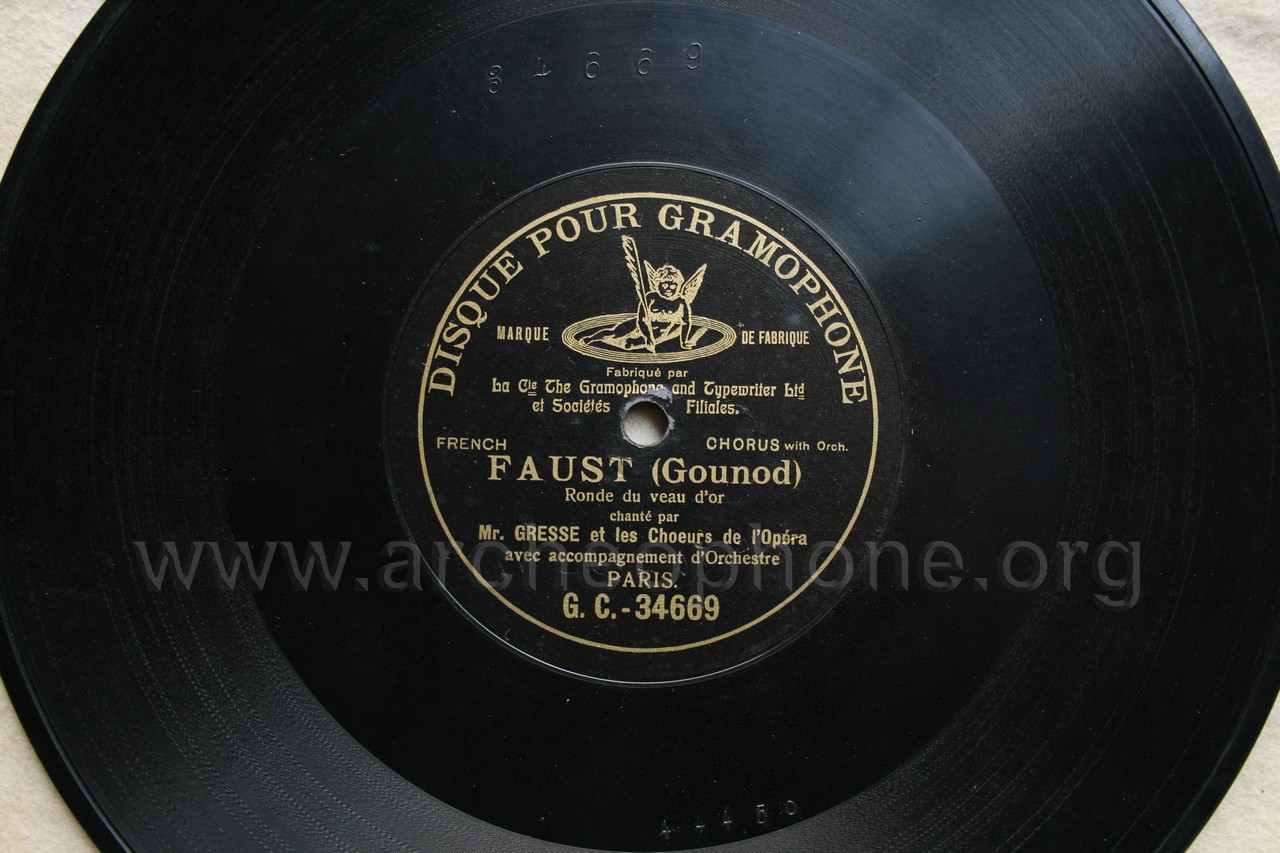 34669
DISQUE POUR GRAMOPHONE
MARQUE DE FABRIQUE
Fabriqué par
La Cie The Gramophone and Typewriter Ltd
et Sociétés Filiales.
FRENCH CHORUS with Orch.
FAUST (Gounod)
Ronde du veau d'or
chanté par
Mr. GRESSE et les Choeurs de l'Opéra
www.archeophone.org
avec accompagnement d'Orchestre
PARIS.
G. C.-34669